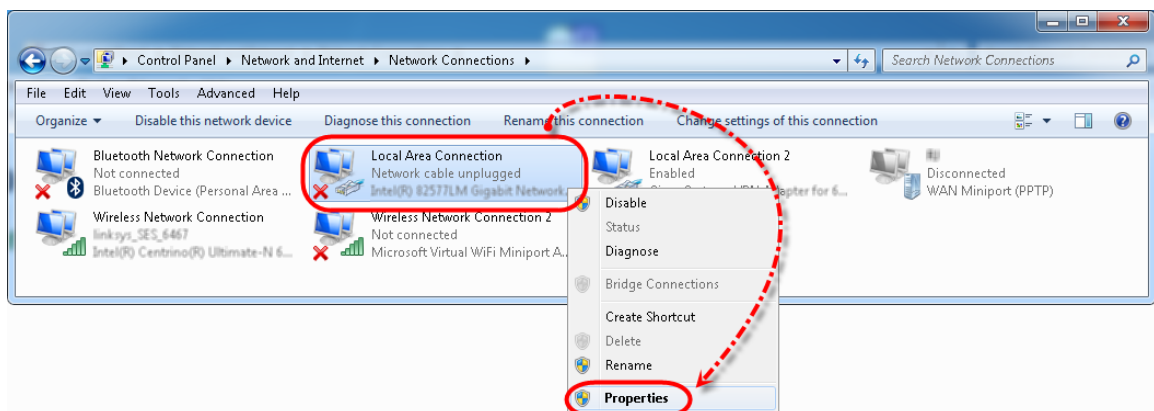 Control Panel ▸ Network and Internet ▸ Network Connections ▸
Search Network Connections
File Edit View Tools Advanced Help
Organize Disable this network device Diagnose this connection Rename this connection Change settings of this connection
Bluetooth Network Connection
Not connected
Bluetooth Device (Personal Area ...
Local Area Connection
Network cable unplugged
Intel(R) 82577LM Gigabit Network
Local Area Connection 2
Enabled
for 6...
Disconnected
WAN Miniport (PPTP)
Wireless Network Connection
linksys_SES_6467
Intel(R) Centrino(R) Ultimate-N 6...
Wireless Network Connection 2
Not connected
Microsoft Virtual WiFi Miniport A...
Disable
Status
Diagnose
Bridge Connections
Create Shortcut
Delete
Rename
Properties